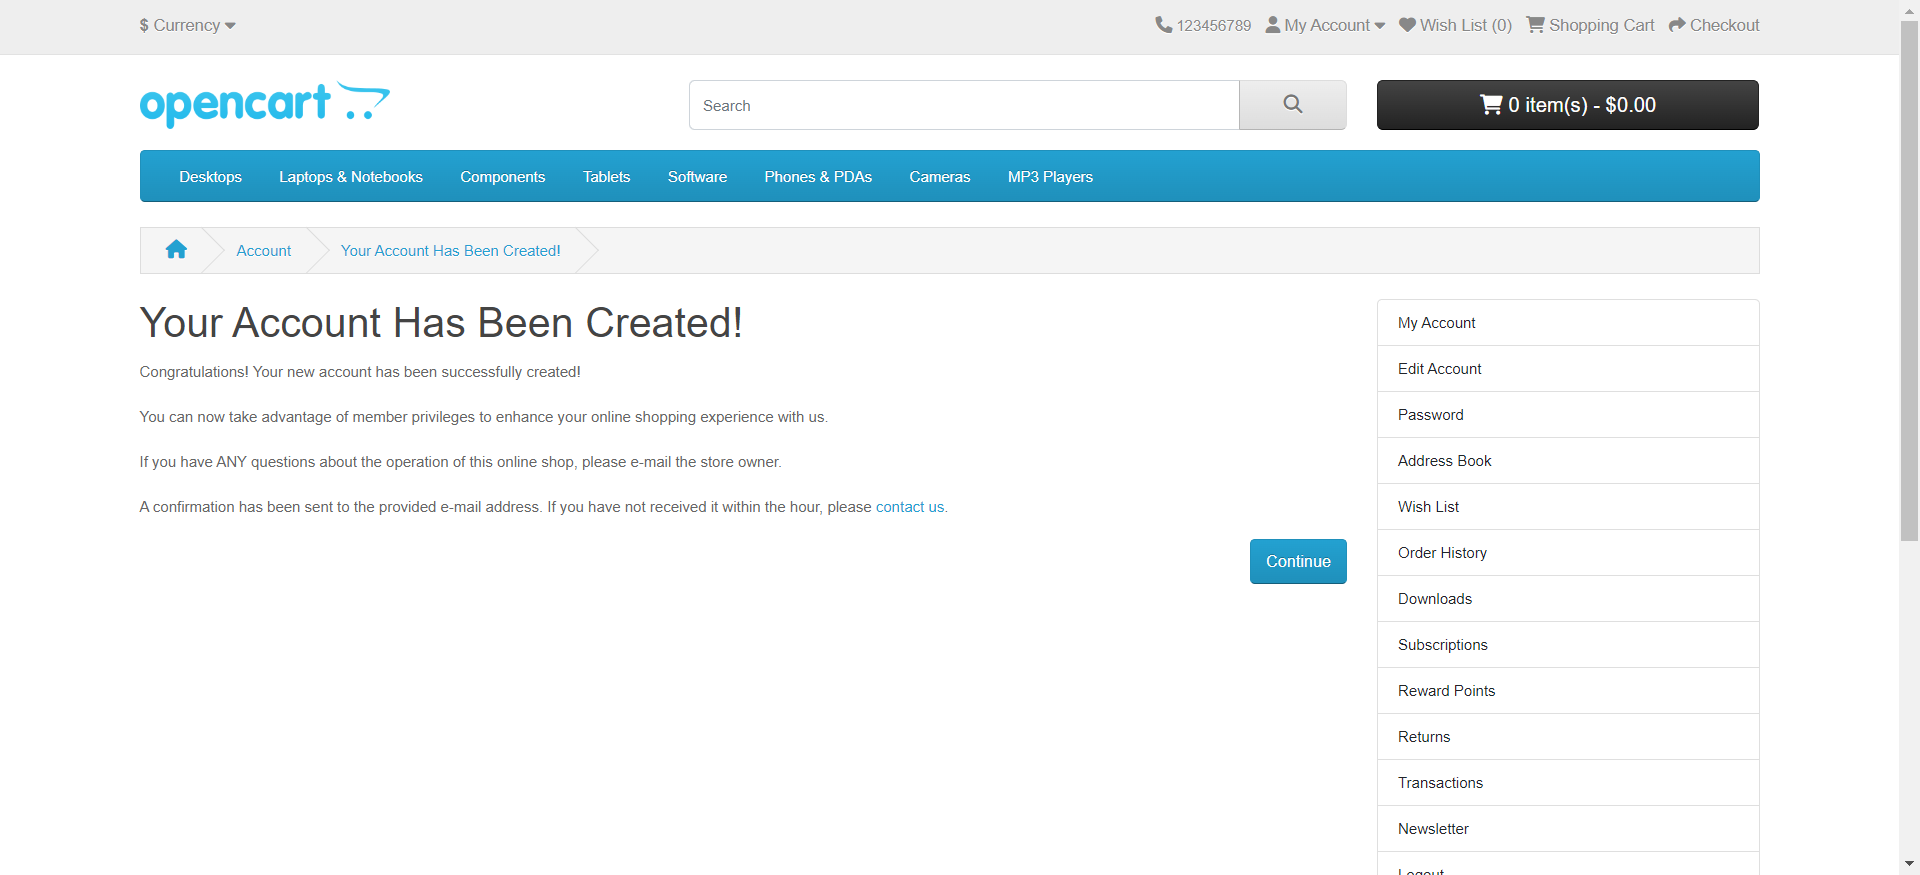 $ Currency
123456789 My Account Wish List (0) Shopping Cart Checkout
opencart
Search
0 item(s) - $0.00
Desktops Laptops & Notebooks Components Tablets Software Phones & PDAs Cameras MP3 Players
Account Your Account Has Been Created!
Your Account Has Been Created!
Congratulations! Your new account has been successfully created!
You can now take advantage of member privileges to enhance your online shopping experience with us.
If you have ANY questions about the operation of this online shop, please e-mail the store owner.
A confirmation has been sent to the provided e-mail address. If you have not received it within the hour, please contact us.
Continue
My Account
Edit Account
Password
Address Book
Wish List
Order History
Downloads
Subscriptions
Reward Points
Returns
Transactions
Newsletter
Logout